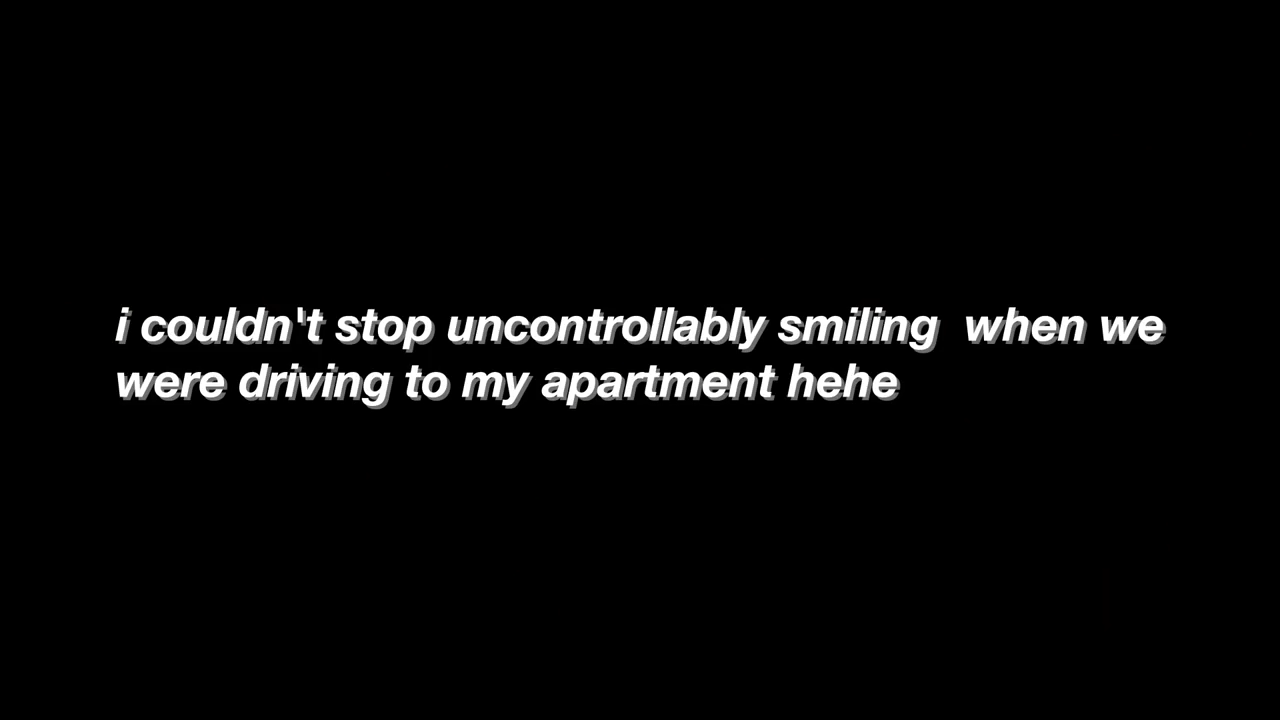 i couldn't stop uncontrollably smiling  when we
were driving to my apartment hehe